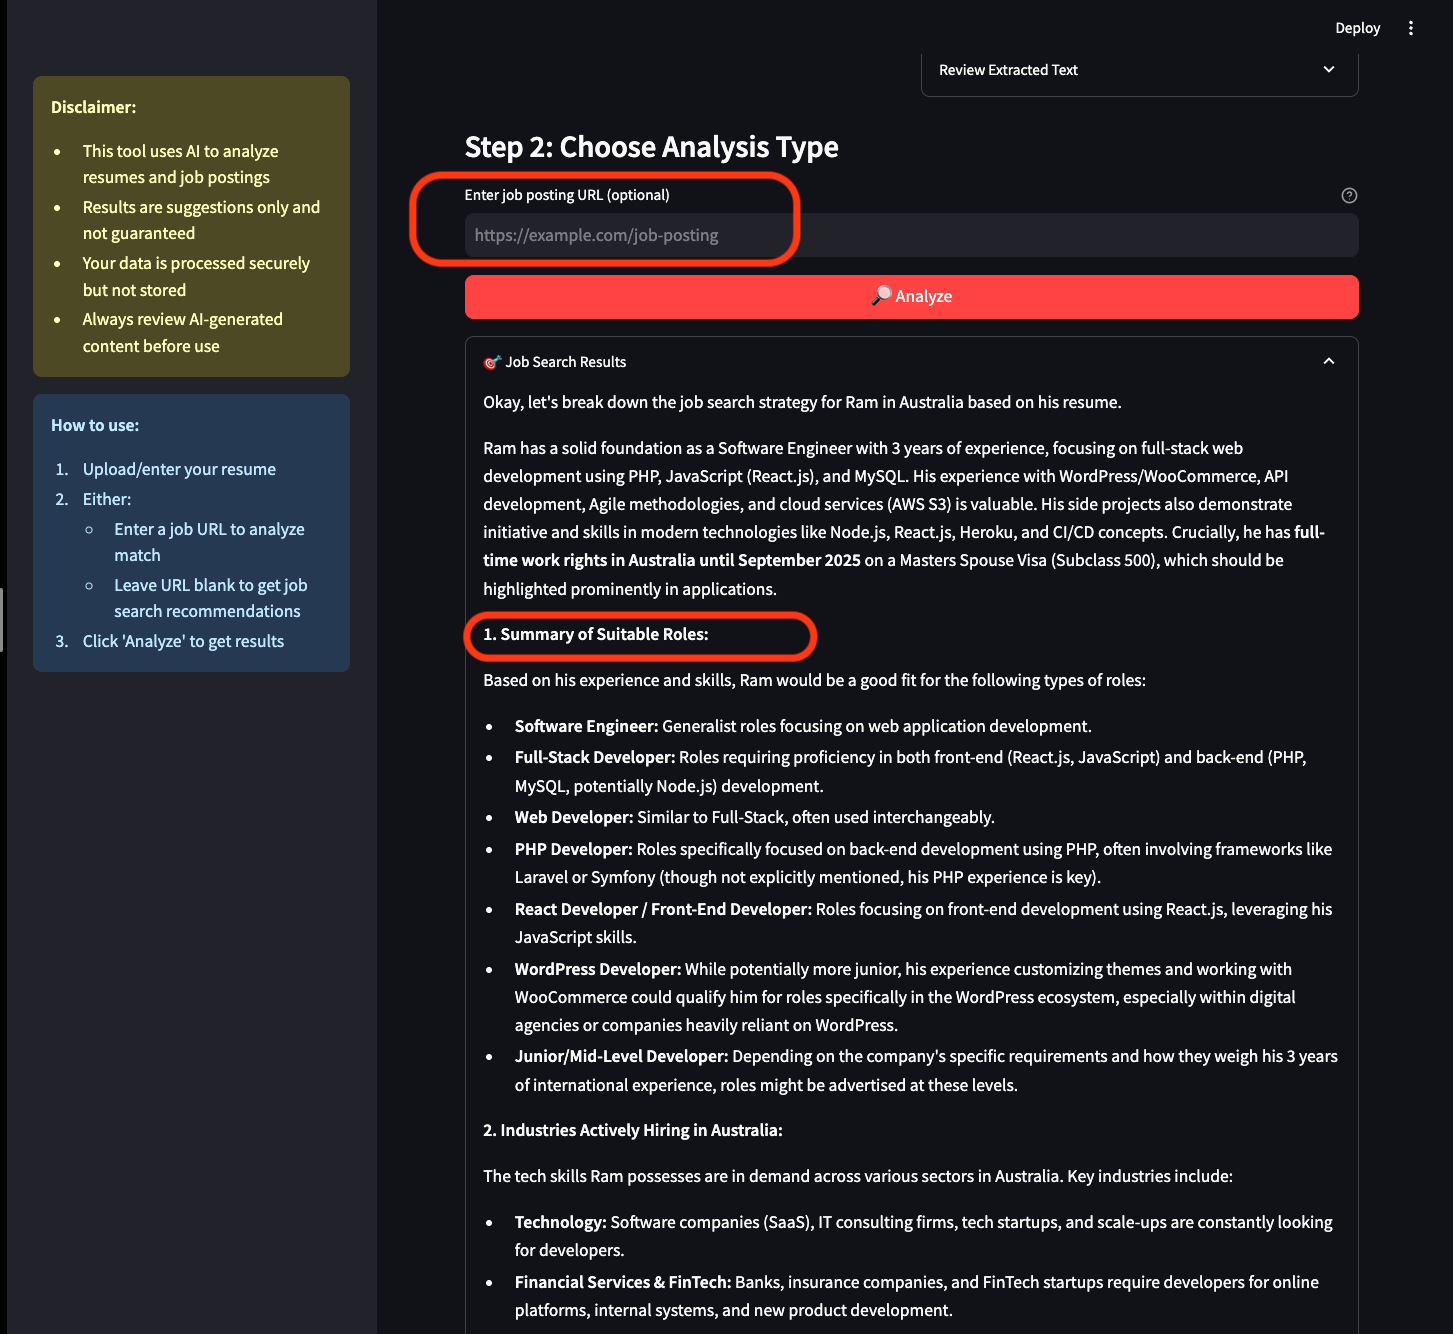 Deploy
Disclaimer:
• This tool uses AI to analyze
resumes and job postings
• Results are suggestions only and
not guaranteed
• Your data is processed securely
but not stored
• Always review AI-generated
content before use
How to use:
1. Upload/enter your resume
2. Either:
◦ Enter a job URL to analyze
match
◦ Leave URL blank to get job
search recommendations
3. Click 'Analyze' to get results
Review Extracted Text
Step 2: Choose Analysis Type
Enter job posting URL (optional)
https://example.com/job-posting
🔎 Analyze
🎯 Job Search Results
Okay, let's break down the job search strategy for Ram in Australia based on his resume.
Ram has a solid foundation as a Software Engineer with 3 years of experience, focusing on full-stack web
development using PHP, JavaScript (React.js), and MySQL. His experience with WordPress/WooCommerce, API
development, Agile methodologies, and cloud services (AWS S3) is valuable. His side projects also demonstrate
initiative and skills in modern technologies like Node.js, React.js, Heroku, and CI/CD concepts. Crucially, he has full-
time work rights in Australia until September 2025 on a Masters Spouse Visa (Subclass 500), which should be
highlighted prominently in applications.
1. Summary of Suitable Roles:
Based on his experience and skills, Ram would be a good fit for the following types of roles:
• Software Engineer: Generalist roles focusing on web application development.
• Full-Stack Developer: Roles requiring proficiency in both front-end (React.js, JavaScript) and back-end (PHP,
MySQL, potentially Node.js) development.
• Web Developer: Similar to Full-Stack, often used interchangeably.
• PHP Developer: Roles specifically focused on back-end development using PHP, often involving frameworks like
Laravel or Symfony (though not explicitly mentioned, his PHP experience is key).
• React Developer / Front-End Developer: Roles focusing on front-end development using React.js, leveraging his
JavaScript skills.
• WordPress Developer: While potentially more junior, his experience customizing themes and working with
WooCommerce could qualify him for roles specifically in the WordPress ecosystem, especially within digital
agencies or companies heavily reliant on WordPress.
• Junior/Mid-Level Developer: Depending on the company's specific requirements and how they weigh his 3 years
of international experience, roles might be advertised at these levels.
2. Industries Actively Hiring in Australia:
The tech skills Ram possesses are in demand across various sectors in Australia. Key industries include:
• Technology: Software companies (SaaS), IT consulting firms, tech startups, and scale-ups are constantly looking
for developers.
• Financial Services & FinTech: Banks, insurance companies, and FinTech startups require developers for online
platforms, internal systems, and new product development.